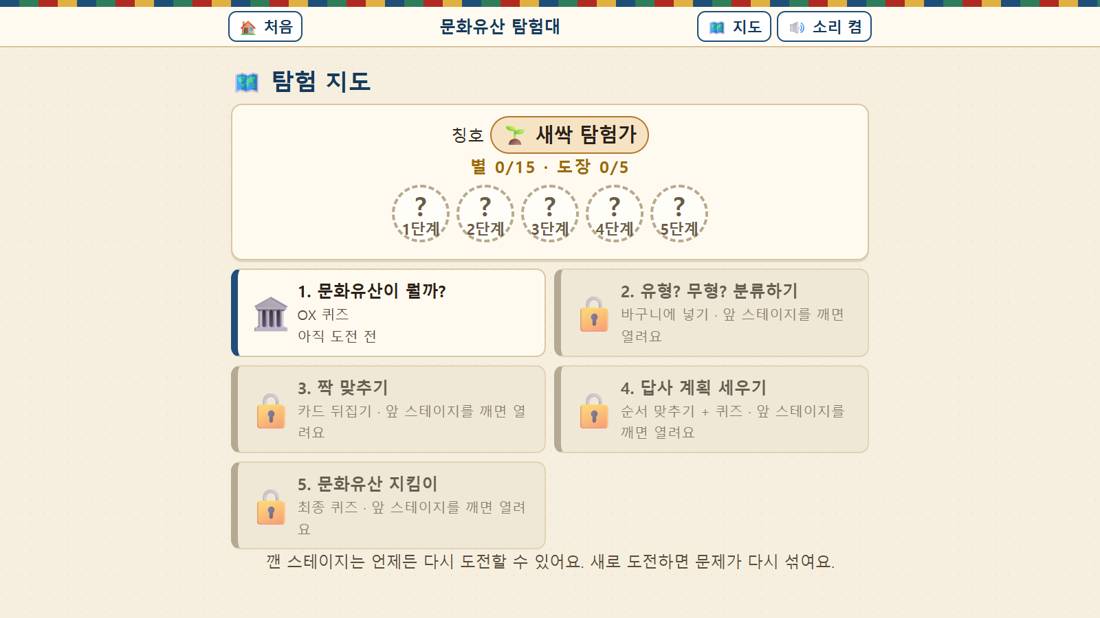 처음
문화유산 탐험대
지도
소리 켬
탐험 지도
칭호 새싹 탐험가
별 0/15 · 도장 0/5
?
1단계
?
2단계
?
3단계
?
4단계
?
5단계
1. 문화유산이 뭘까?
OX 퀴즈
아직 도전 전
2. 유형? 무형? 분류하기
바구니에 넣기 · 앞 스테이지를 깨면
열려요
3. 짝 맞추기
카드 뒤집기 · 앞 스테이지를 깨면 열
려요
4. 답사 계획 세우기
순서 맞추기 + 퀴즈 · 앞 스테이지를
깨면 열려요
5. 문화유산 지킴이
최종 퀴즈 · 앞 스테이지를 깨면 열려
요
깬 스테이지는 언제든 다시 도전할 수 있어요. 새로 도전하면 문제가 다시 섞여요.